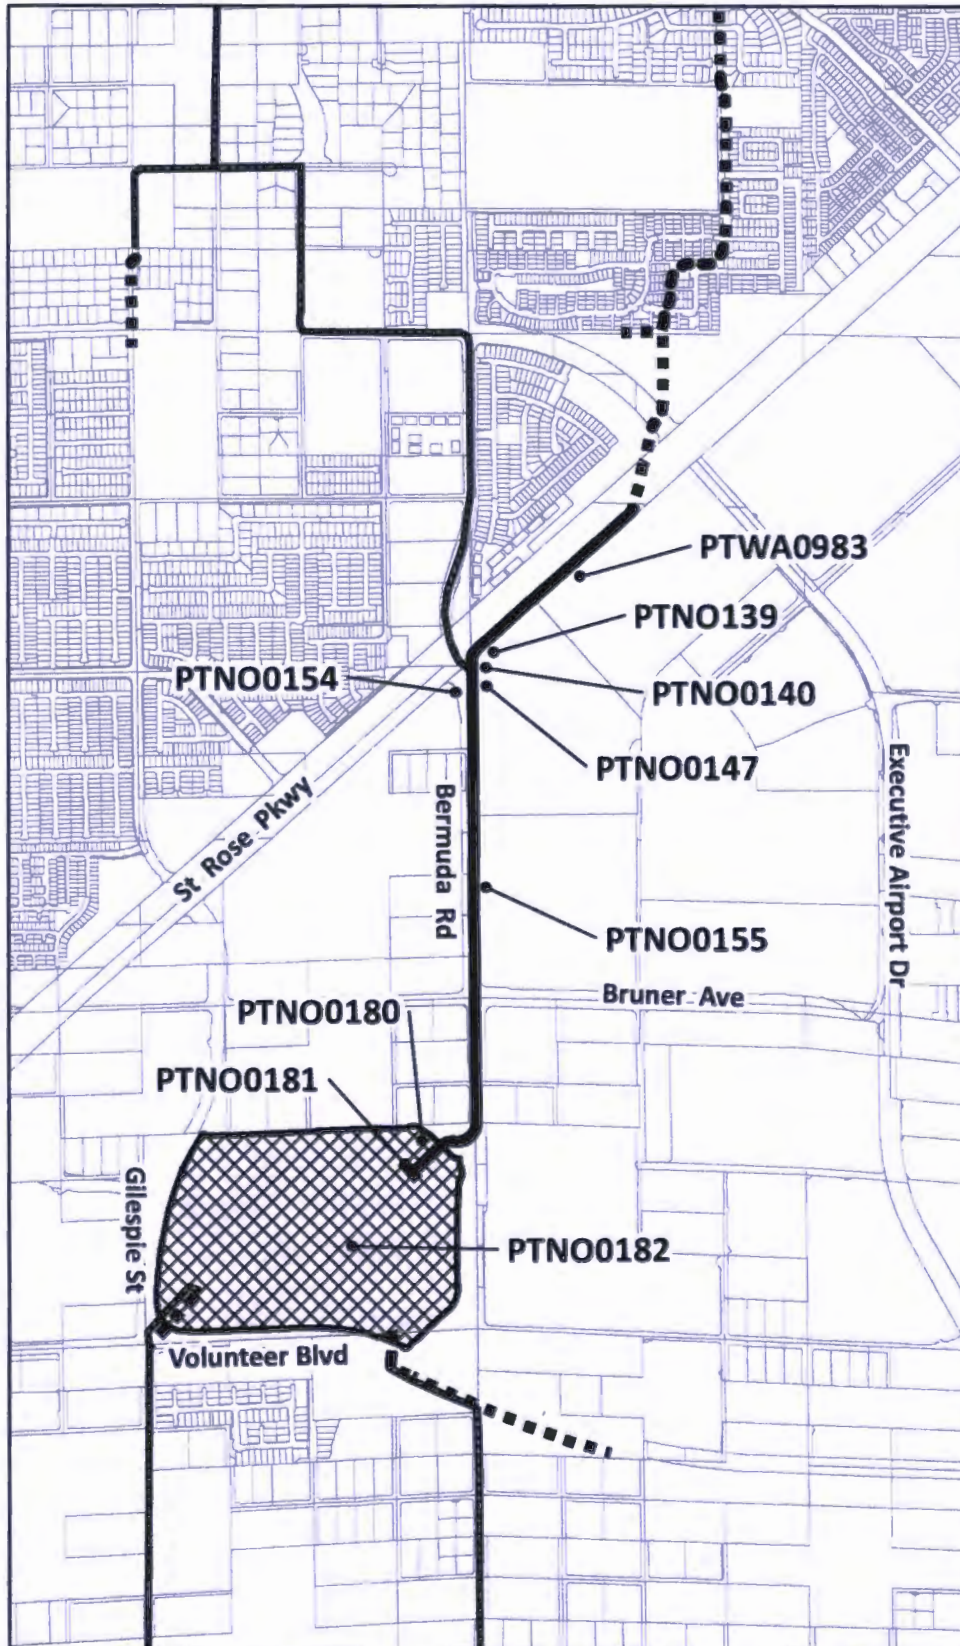 PTWA0983
PTNO139
PTNO0154
PTNO0140
PTNO0147
Executive Airport Dr
St Rose Pkwy
Bermuda Rd
PTNO0155
Bruner Ave
PTNO0180
PTNO0181
Gilespie St
PTNO0182
Volunteer Blvd